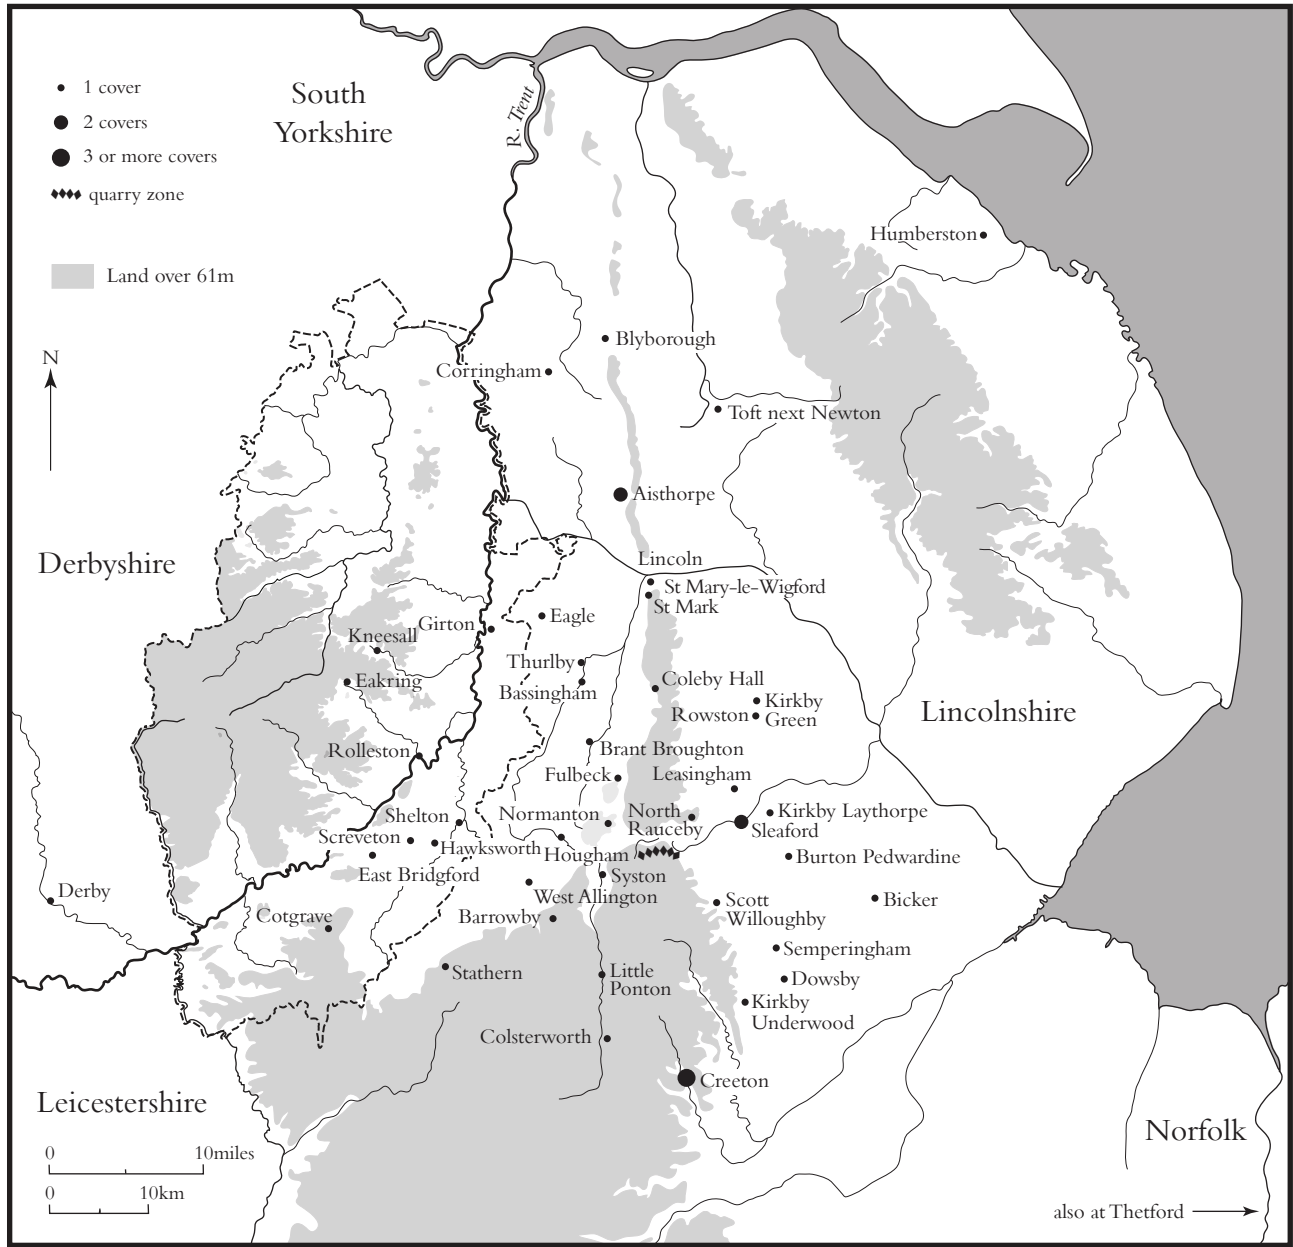 1 cover
2 covers
3 or more covers
quarry zone
Land over 61m
N
South
Yorkshire
R. Trent
Humberston
Blyborough
Corringham
Toft next Newton
Aisthorpe
Derbyshire
Lincoln
St Mary-le-Wigford
St Mark
Eagle
Girton
Kneesall
Thurlby
Eakring
Bassingham
Coleby Hall
Kirkby
Green
Rowston
Lincolnshire
Rolleston
Brant Broughton
Fulbeck
Leasingham
Shelton
Normanton
North
Rauceby
Kirkby Laythorpe
Sleaford
Screveton
Hawksworth
Hougham
Burton Pedwardine
East Bridgford
Syston
Derby
West Allington
Scott
Willoughby
Bicker
Cotgrave
Barrowby
Semperingham
Stathern
Little
Ponton
Dowsby
Kirkby
Underwood
Colsterworth
Creeton
Leicestershire
Norfolk
0 10miles
0 10km
also at Thetford